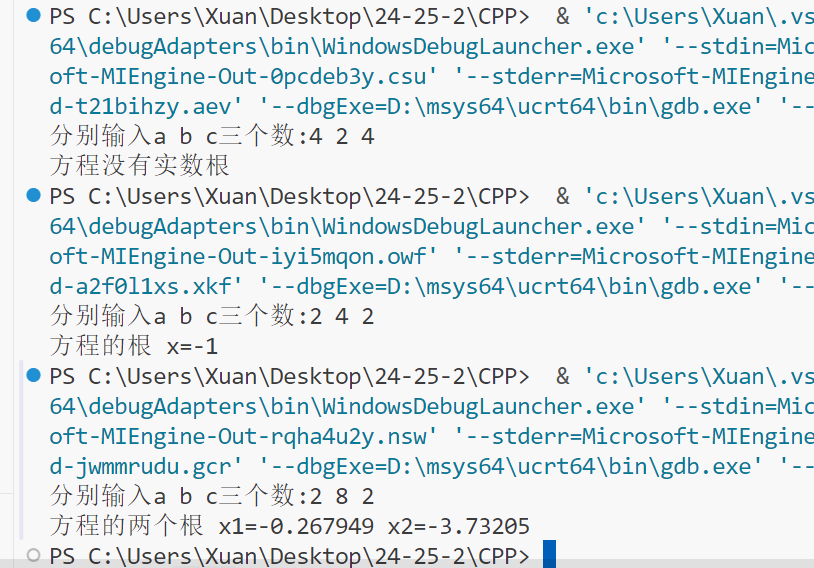 PS C:\Users\Xuan\Desktop\24-25-2\CPP>  & 'c:\Users\Xuan\.vs
64\debugAdapters\bin\WindowsDebugLauncher.exe' '--stdin=Mic
oft-MIEngine-Out-0pcdeb3y.csu' '--stderr=Microsoft-MIEngine
d-t21bihzy.aev' '--dbgExe=D:\msys64\ucrt64\bin\gdb.exe' '--
分别输入a b c三个数:4 2 4
方程没有实数根
PS C:\Users\Xuan\Desktop\24-25-2\CPP>  & 'c:\Users\Xuan\.vs
64\debugAdapters\bin\WindowsDebugLauncher.exe' '--stdin=Mic
oft-MIEngine-Out-iyi5mqon.owf' '--stderr=Microsoft-MIEngine
d-a2f0l1xs.xkf' '--dbgExe=D:\msys64\ucrt64\bin\gdb.exe' '--
分别输入a b c三个数:2 4 2
方程的根 x=-1
PS C:\Users\Xuan\Desktop\24-25-2\CPP>  & 'c:\Users\Xuan\.vs
64\debugAdapters\bin\WindowsDebugLauncher.exe' '--stdin=Mic
oft-MIEngine-Out-rqha4u2y.nsw' '--stderr=Microsoft-MIEngine
d-jwmmrudu.gcr' '--dbgExe=D:\msys64\ucrt64\bin\gdb.exe' '--
分别输入a b c三个数:2 8 2
方程的两个根 x1=-0.267949 x2=-3.73205
PS C:\Users\Xuan\Desktop\24-25-2\CPP>